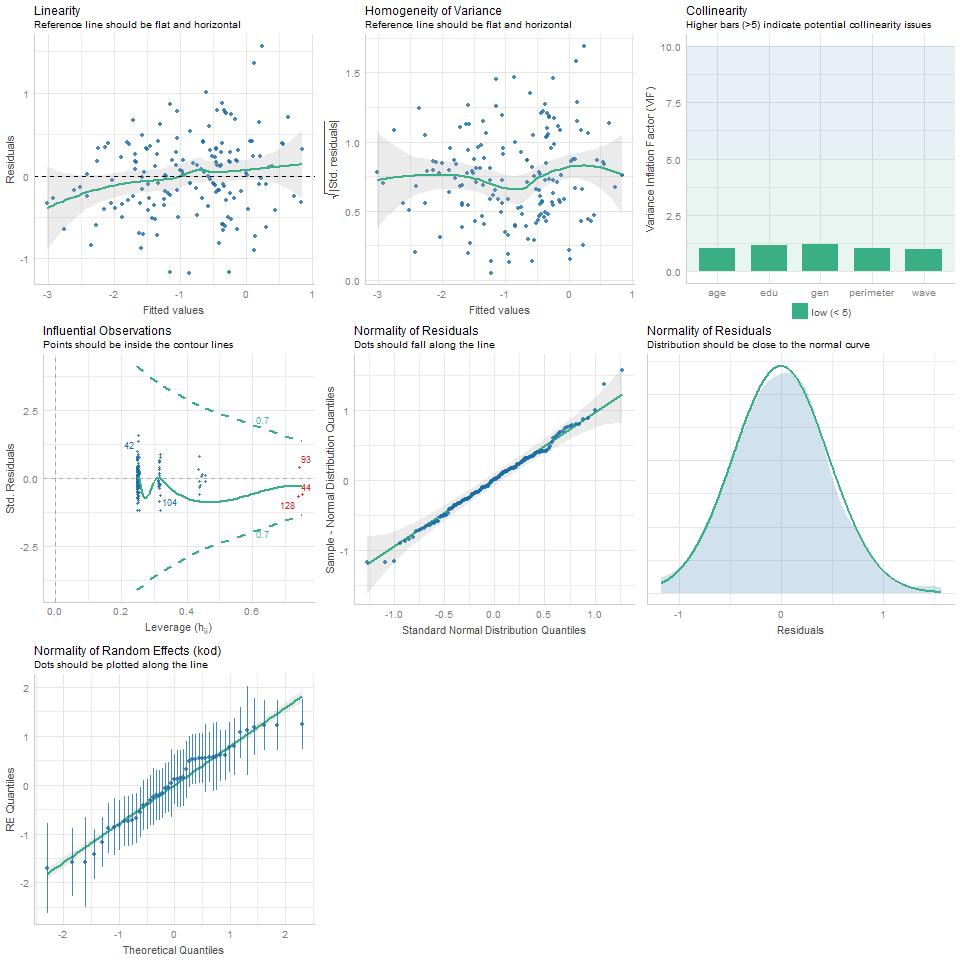 Linearity
Reference line should be flat and horizontal
Residuals
1
0
-1
-3
-2
-1
0
1
Fitted values
Homogeneity of Variance
Reference line should be flat and horizontal
√|Std. residuals|
1.5
1.0
0.5
0.0
-3
-2
-1
0
1
Fitted values
Collinearity
Higher bars (>5) indicate potential collinearity issues
Variance Inflation Factor (VIF)
10.0
7.5
5.0
2.5
0.0
age
edu
gen
perimeter
wave
low (< 5)
Influential Observations
Points should be inside the contour lines
Std. Residuals
2.5
0.0
-2.5
0.7
42
93
104
44
128
0.7
0.0
0.2
0.4
0.6
Leverage (hii)
Normality of Residuals
Dots should fall along the line
Sample - Normal Distribution Quantiles
1
0
-1
-1.0
-0.5
0.0
0.5
1.0
Standard Normal Distribution Quantiles
Normality of Residuals
Distribution should be close to the normal curve
-1
0
1
Residuals
Normality of Random Effects (kod)
Dots should be plotted along the line
RE Quantiles
2
1
0
-1
-2
-2
-1
0
1
2
Theoretical Quantiles